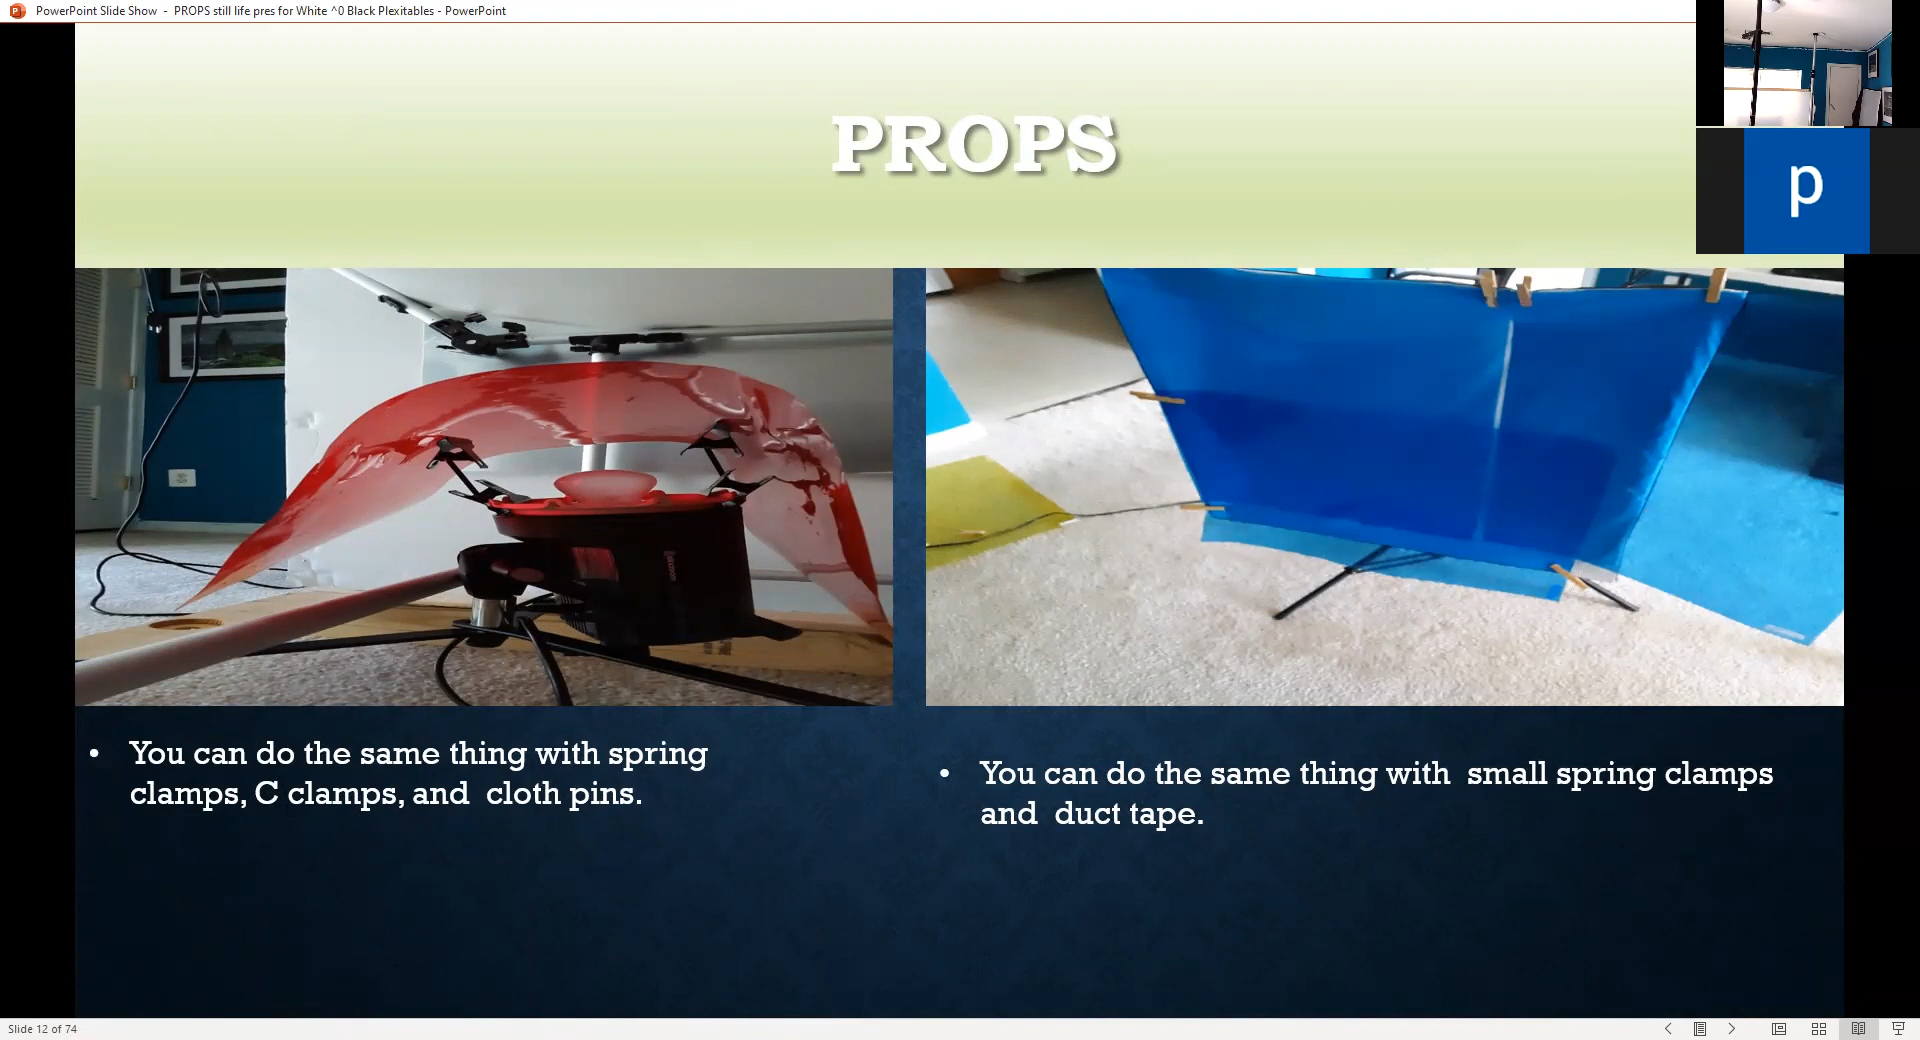 PowerPoint Slide Show - PROPS still life pres for White ^0 Black Plexitables - PowerPoint
PROPS
p
• You can do the same thing with spring
clamps, C clamps, and cloth pins.
• You can do the same thing with small spring clamps
and duct tape.
Slide 12 of 74